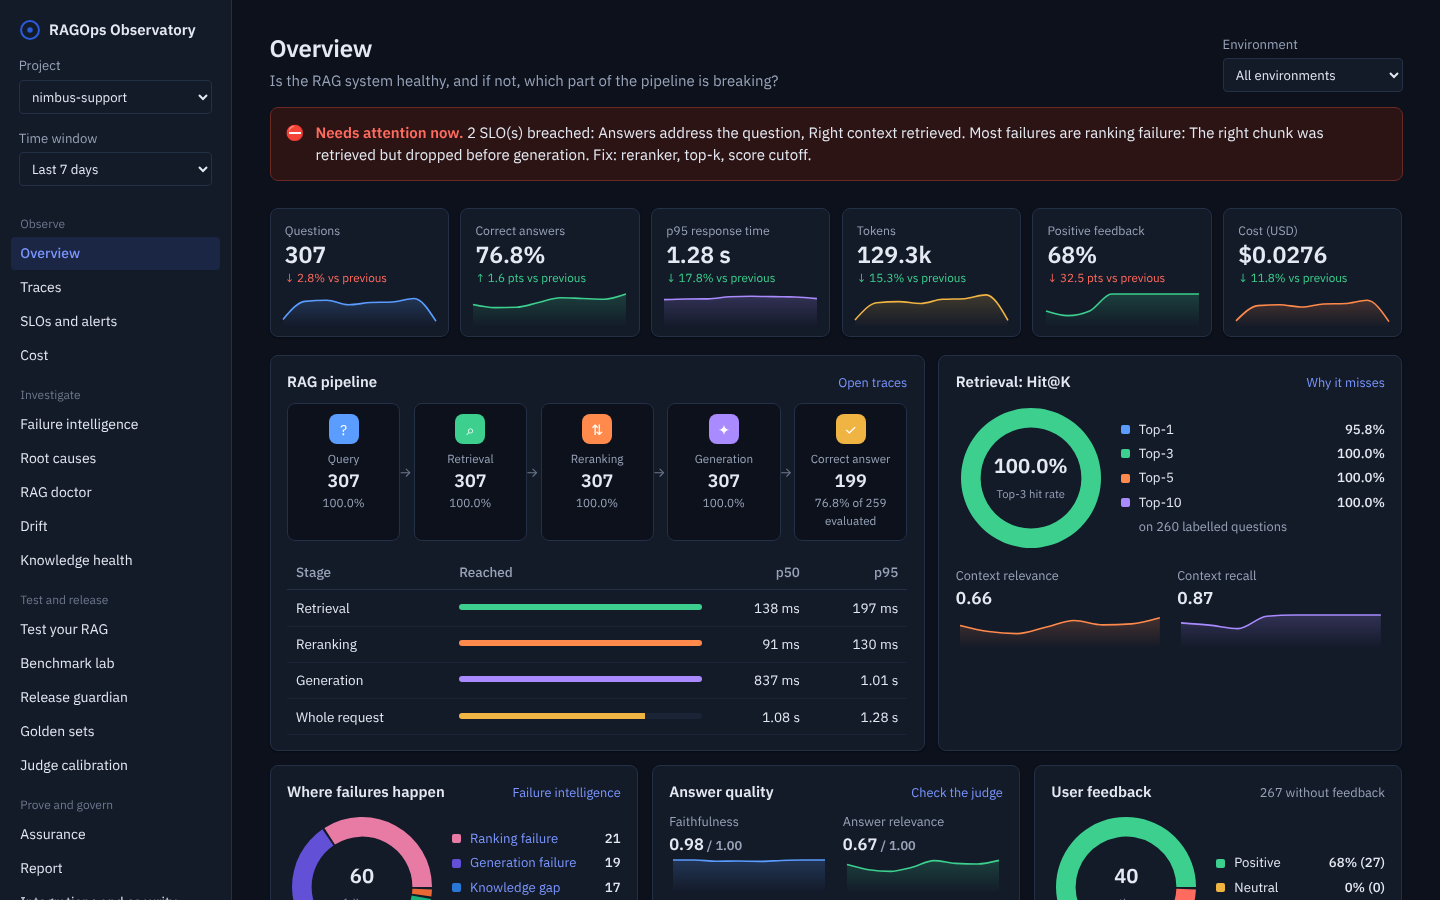 RAGOps Observatory
Project
nimbus-support
Time window
Last 7 days
Observe
Overview
Traces
SLOs and alerts
Cost
Investigate
Failure intelligence
Root causes
RAG doctor
Drift
Knowledge health
Test and release
Test your RAG
Benchmark lab
Release guardian
Golden sets
Judge calibration
Prove and govern
Assurance
Report
Overview
Is the RAG system healthy, and if not, which part of the pipeline is breaking?
Environment
All environments
Needs attention now. 2 SLO(s) breached: Answers address the question, Right context retrieved. Most failures are ranking failure: The right chunk was
retrieved but dropped before generation. Fix: reranker, top-k, score cutoff.
Questions
307
↓ 2.8% vs previous
Correct answers
76.8%
↑ 1.6 pts vs previous
p95 response time
1.28 s
↓ 17.8% vs previous
Tokens
129.3k
↓ 15.3% vs previous
Positive feedback
68%
↓ 32.5 pts vs previous
Cost (USD)
$0.0276
↓ 11.8% vs previous
RAG pipeline
Open traces
?
Query
307
100.0%
→
Retrieval
307
100.0%
→
Reranking
307
100.0%
→
Generation
307
100.0%
→
Correct answer
199
76.8% of 259
evaluated
Stage Reached p50 p95
Retrieval 138 ms 197 ms
Reranking 91 ms 130 ms
Generation 837 ms 1.01 s
Whole request 1.08 s 1.28 s
Retrieval: Hit@K
Why it misses
100.0%
Top-3 hit rate
Top-1 95.8%
Top-3 100.0%
Top-5 100.0%
Top-10 100.0%
on 260 labelled questions
Context relevance
0.66
Context recall
0.87
Where failures happen
Failure intelligence
60
Ranking failure 21
Generation failure 19
Knowledge gap 17
Answer quality
Check the judge
Faithfulness
0.98 / 1.00
Answer relevance
0.67 / 1.00
User feedback
267 without feedback
40
Positive 68% (27)
Neutral 0% (0)